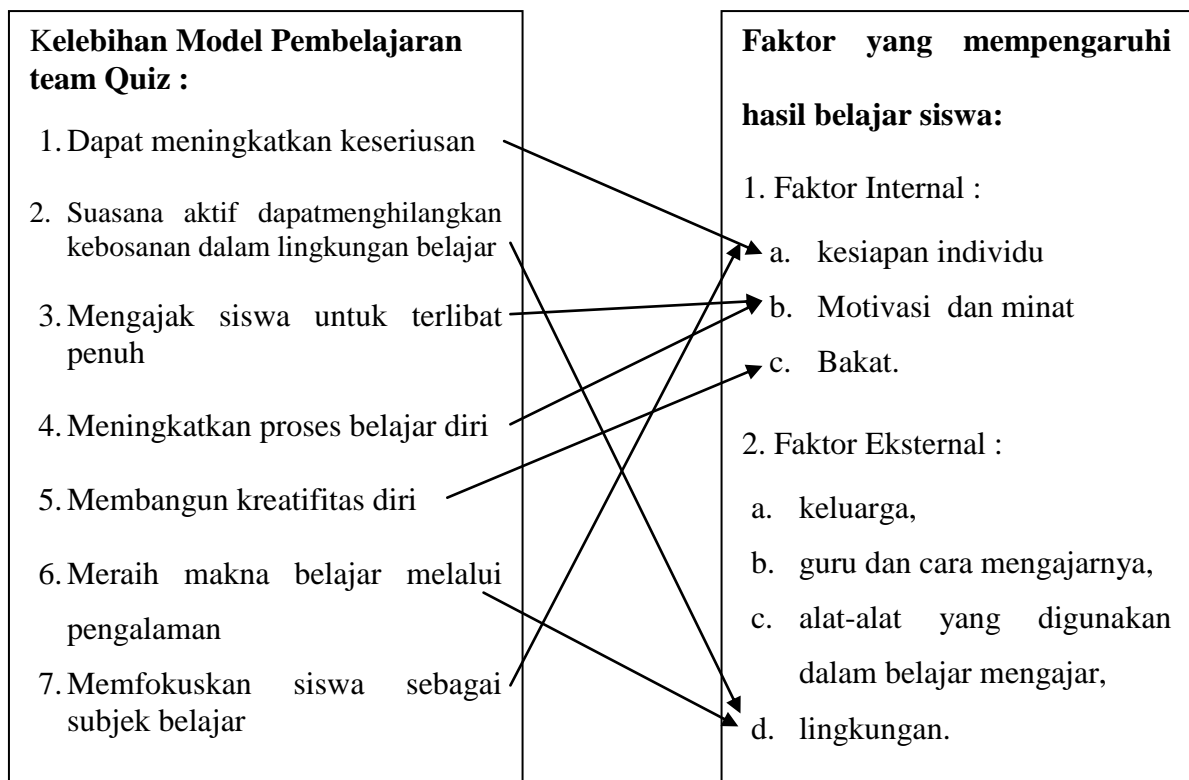 Kelebihan Model Pembelajaran
team Quiz :
1. Dapat meningkatkan keseriusan
2. Suasana aktif dapatmenghilangkan
kebosanan dalam lingkungan belajar
3. Mengajak siswa untuk terlibat
penuh
4. Meningkatkan proses belajar diri
5. Membangun kreatifitas diri
6. Meraih makna belajar melalui
pengalaman
7. Memfokuskan siswa sebagai
subjek belajar
Faktor yang mempengaruhi
hasil belajar siswa:
1. Faktor Internal :
a. kesiapan individu
b. Motivasi dan minat
c. Bakat.
2. Faktor Eksternal :
a. keluarga,
b. guru dan cara mengajarnya,
c. alat-alat yang digunakan
dalam belajar mengajar,
d. lingkungan.